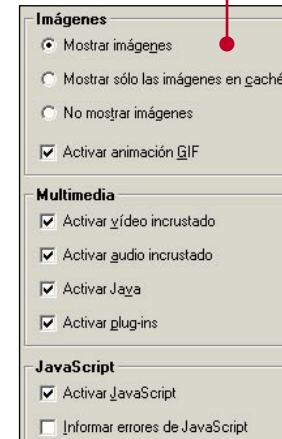 Imágenes
Mostrar imágenes
Mostrar sólo las imágenes en caché
No mostrar imágenes
Activar animación GIF
Multimedia
Activar vídeo incrustado
Activar audio incrustado
Activar Java
Activar plug-ins
JavaScript
Activar JavaScript
Informar errores de JavaScript